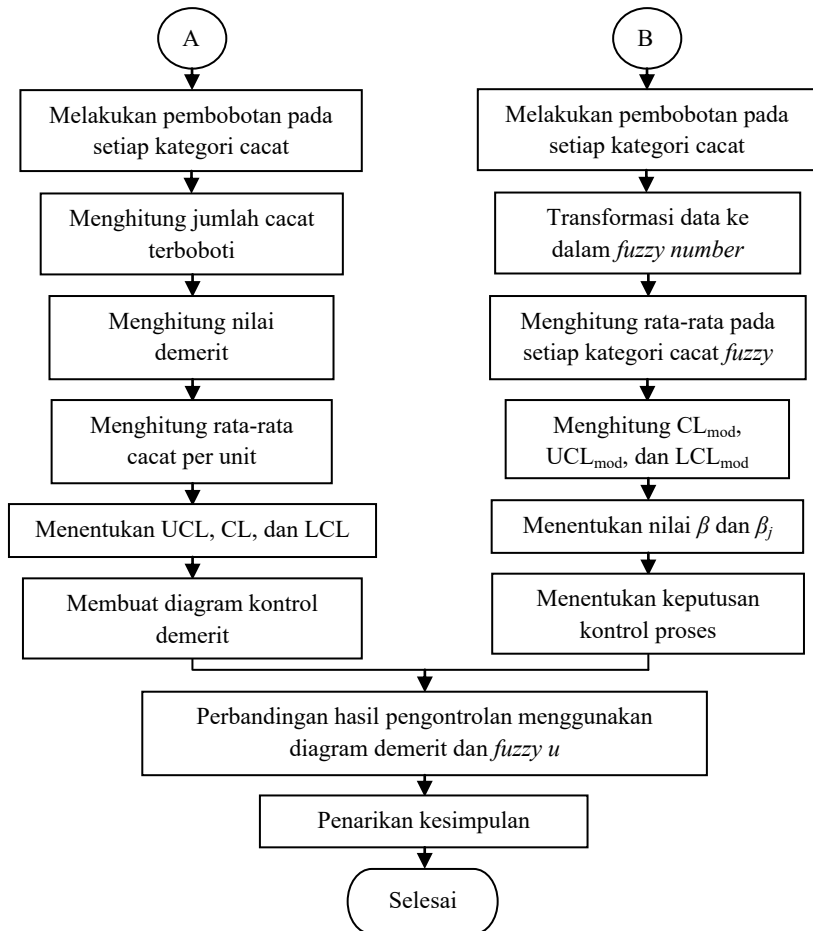 A
Melakukan pembobotan pada
setiap kategori cacat
Menghitung jumlah cacat
terboboti
Menghitung nilai
demerit
Menghitung rata-rata
cacat per unit
Menentukan UCL, CL, dan LCL
Membuat diagram kontrol
demerit
B
Melakukan pembobotan pada
setiap kategori cacat
Transformasi data ke
dalam fuzzy number
Menghitung rata-rata pada
setiap kategori cacat fuzzy
Menghitung CLmod,
UCLmod, dan LCLmod
Menentukan nilai β dan βj
Menentukan keputusan
kontrol proses
Perbandingan hasil pengontrolan menggunakan
diagram demerit dan fuzzy u
Penarikan kesimpulan
Selesai